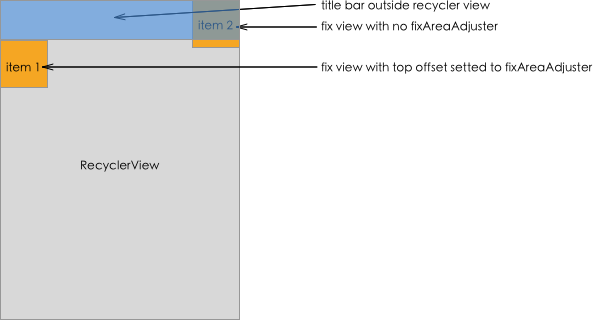 title bar outside recycler view
item 2
fix view with no fixAreaAdjuster
item 1
fix view with top offset setted to fixAreaAdjuster
RecyclerView